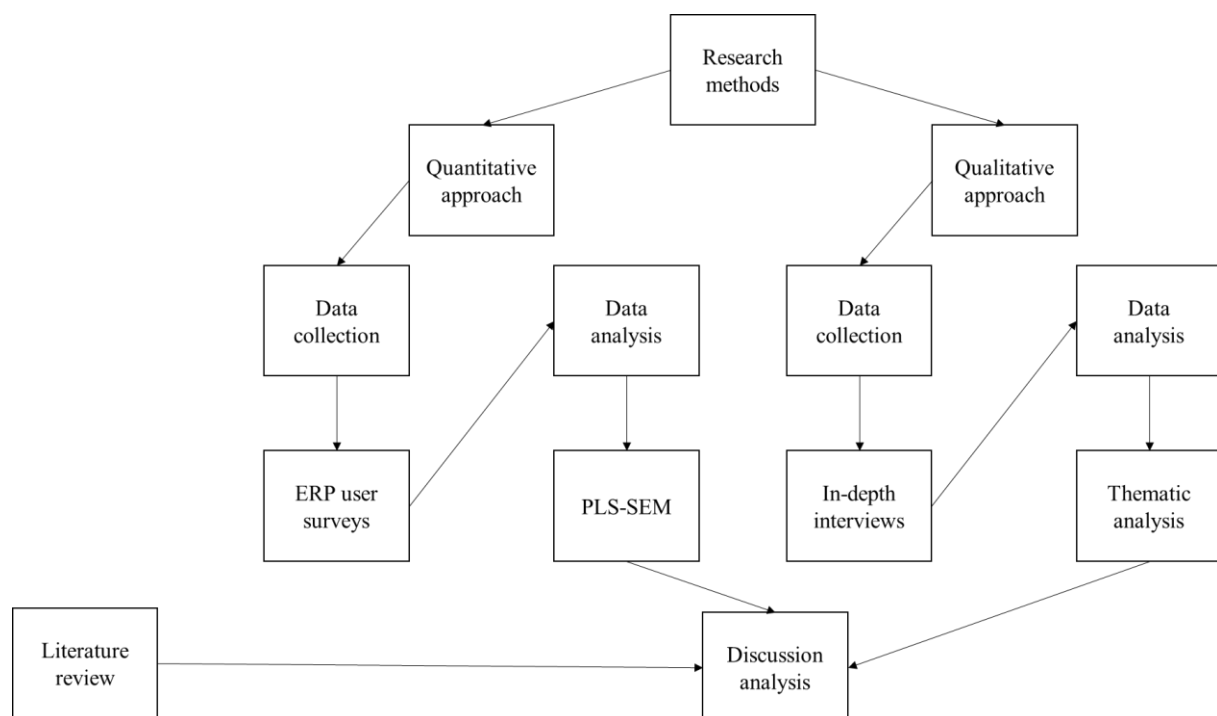 Research
methods
Quantitative
approach
Qualitative
approach
Data
collection
Data
analysis
Data
collection
Data
analysis
ERP user
surveys
PLS-SEM
In-depth
interviews
Thematic
analysis
Literature
review
Discussion
analysis